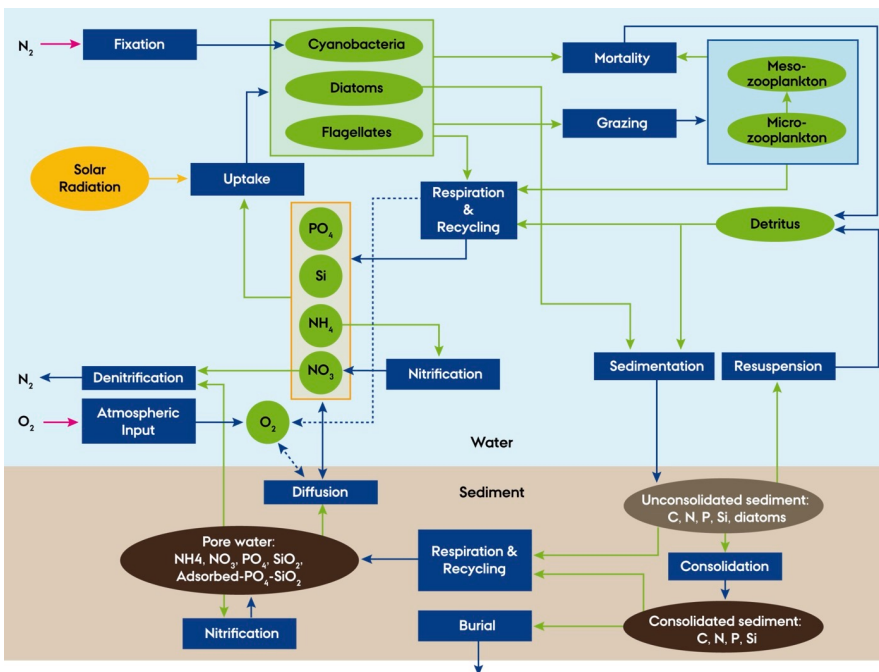 N2
Fixation
Cyanobacteria
Diatoms
Flagellates
Mortality
Grazing
Meso-
zooplankton
Micro-
zooplankton
Solar
Radiation
Uptake
Respiration
&
Recycling
Detritus
PO4
Si
NH4
NO3
Nitrification
Sedimentation
Resuspension
N2
Denitrification
O2
Atmospheric
Input
O2
Water
Diffusion
Sediment
Unconsolidated sediment:
C, N, P, Si, diatoms
Pore water:
NH4, NO3, PO4, SiO2,
Adsorbed-PO4-SiO2
Respiration &
Recycling
Consolidation
Nitrification
Burial
Consolidated sediment:
C, N, P, Si